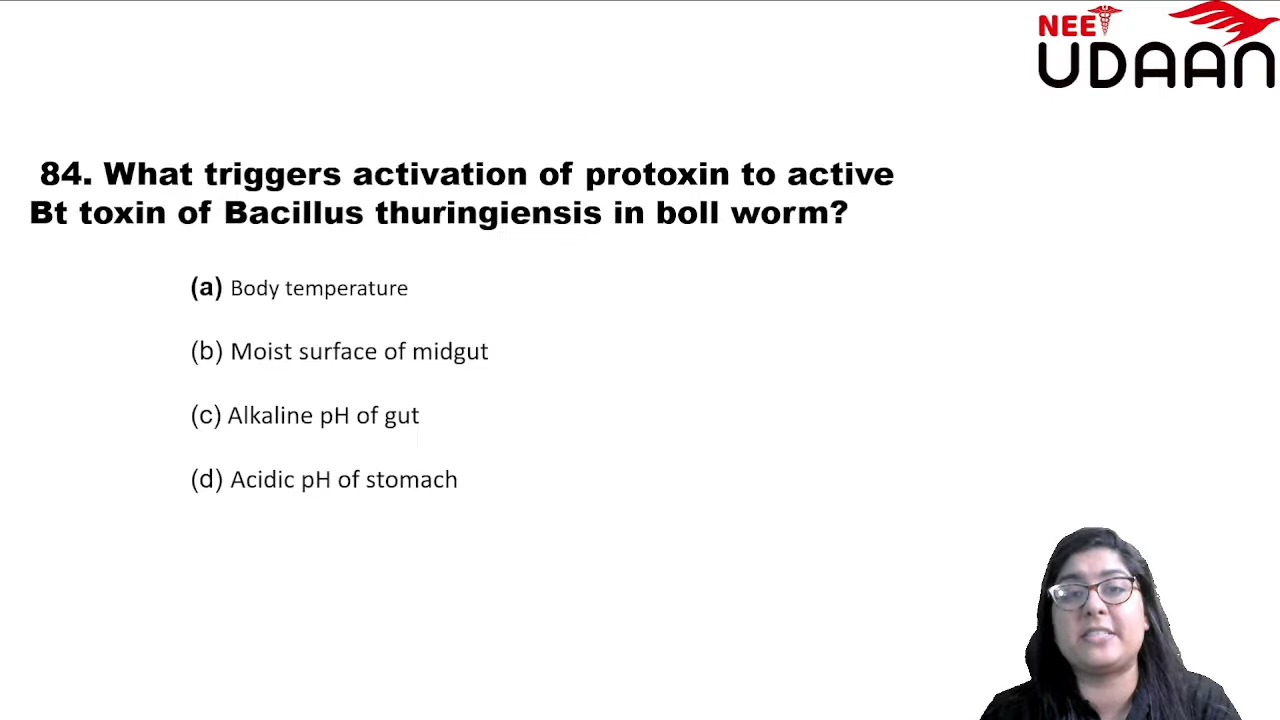 NEET
UDAAN
84. What triggers activation of protoxin to active
Bt toxin of Bacillus thuringiensis in boll worm?
(a) Body temperature
(b) Moist surface of midgut
(c) Alkaline pH of gut
(d) Acidic pH of stomach